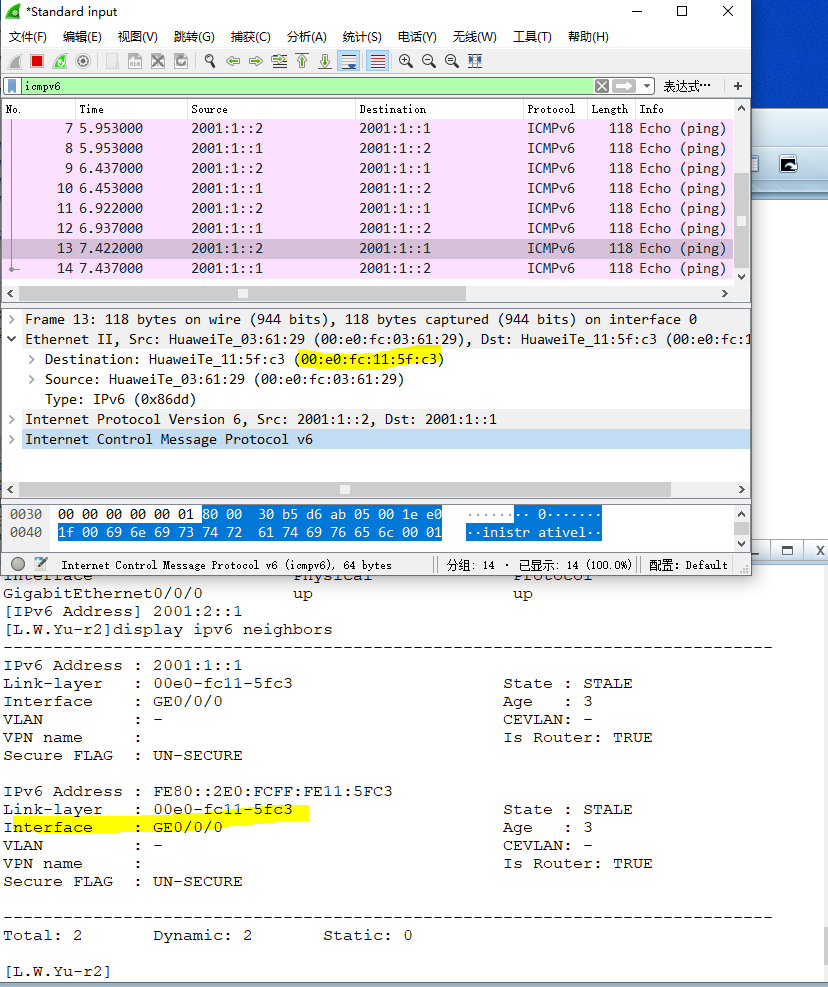 *Standard input
文件(F) 编辑(E) 视图(V) 跳转(G) 捕获(C) 分析(A) 统计(S) 电话(Y) 无线(W) 工具(T) 帮助(H)
icmpv6 表达式… +
No. Time Source Destination Protocol Length Info
7 5.953000 2001:1::2 2001:1::1 ICMPv6 118 Echo (ping)
8 5.953000 2001:1::1 2001:1::2 ICMPv6 118 Echo (ping)
9 6.437000 2001:1::2 2001:1::1 ICMPv6 118 Echo (ping)
10 6.453000 2001:1::1 2001:1::2 ICMPv6 118 Echo (ping)
11 6.922000 2001:1::2 2001:1::1 ICMPv6 118 Echo (ping)
12 6.937000 2001:1::1 2001:1::2 ICMPv6 118 Echo (ping)
13 7.422000 2001:1::2 2001:1::1 ICMPv6 118 Echo (ping)
14 7.437000 2001:1::1 2001:1::2 ICMPv6 118 Echo (ping)
Frame 13: 118 bytes on wire (944 bits), 118 bytes captured (944 bits) on interface 0
Ethernet II, Src: HuaweiTe_03:61:29 (00:e0:fc:03:61:29), Dst: HuaweiTe_11:5f:c3 (00:e0:fc:1
Destination: HuaweiTe_11:5f:c3 (00:e0:fc:11:5f:c3)
Source: HuaweiTe_03:61:29 (00:e0:fc:03:61:29)
Type: IPv6 (0x86dd)
Internet Protocol Version 6, Src: 2001:1::2, Dst: 2001:1::1
Internet Control Message Protocol v6
0030 00 00 00 00 00 01 80 00 30 b5 d6 ab 05 00 1e e0 ········ 0·······
0040 1f 00 69 6e 69 73 74 72 61 74 69 76 65 6c 00 01 ··inistr ativel··
Internet Control Message Protocol v6 (icmpv6), 64 bytes 分组: 14 · 已显示: 14 (100.0%) 配置: Default
Interface Physical Protocol
GigabitEthernet0/0/0 up up
[IPv6 Address] 2001:2::1
[L.W.Yu-r2]display ipv6 neighbors
-----------------------------------------------------------------------------
IPv6 Address : 2001:1::1
Link-layer : 00e0-fc11-5fc3 State : STALE
Interface : GE0/0/0 Age : 3
VLAN : - CEVLAN: -
VPN name : Is Router: TRUE
Secure FLAG : UN-SECURE
IPv6 Address : FE80::2E0:FCFF:FE11:5FC3
Link-layer : 00e0-fc11-5fc3 State : STALE
Interface : GE0/0/0 Age : 3
VLAN : - CEVLAN: -
VPN name : Is Router: TRUE
Secure FLAG : UN-SECURE
-----------------------------------------------------------------------------
Total: 2 Dynamic: 2 Static: 0
[L.W.Yu-r2]